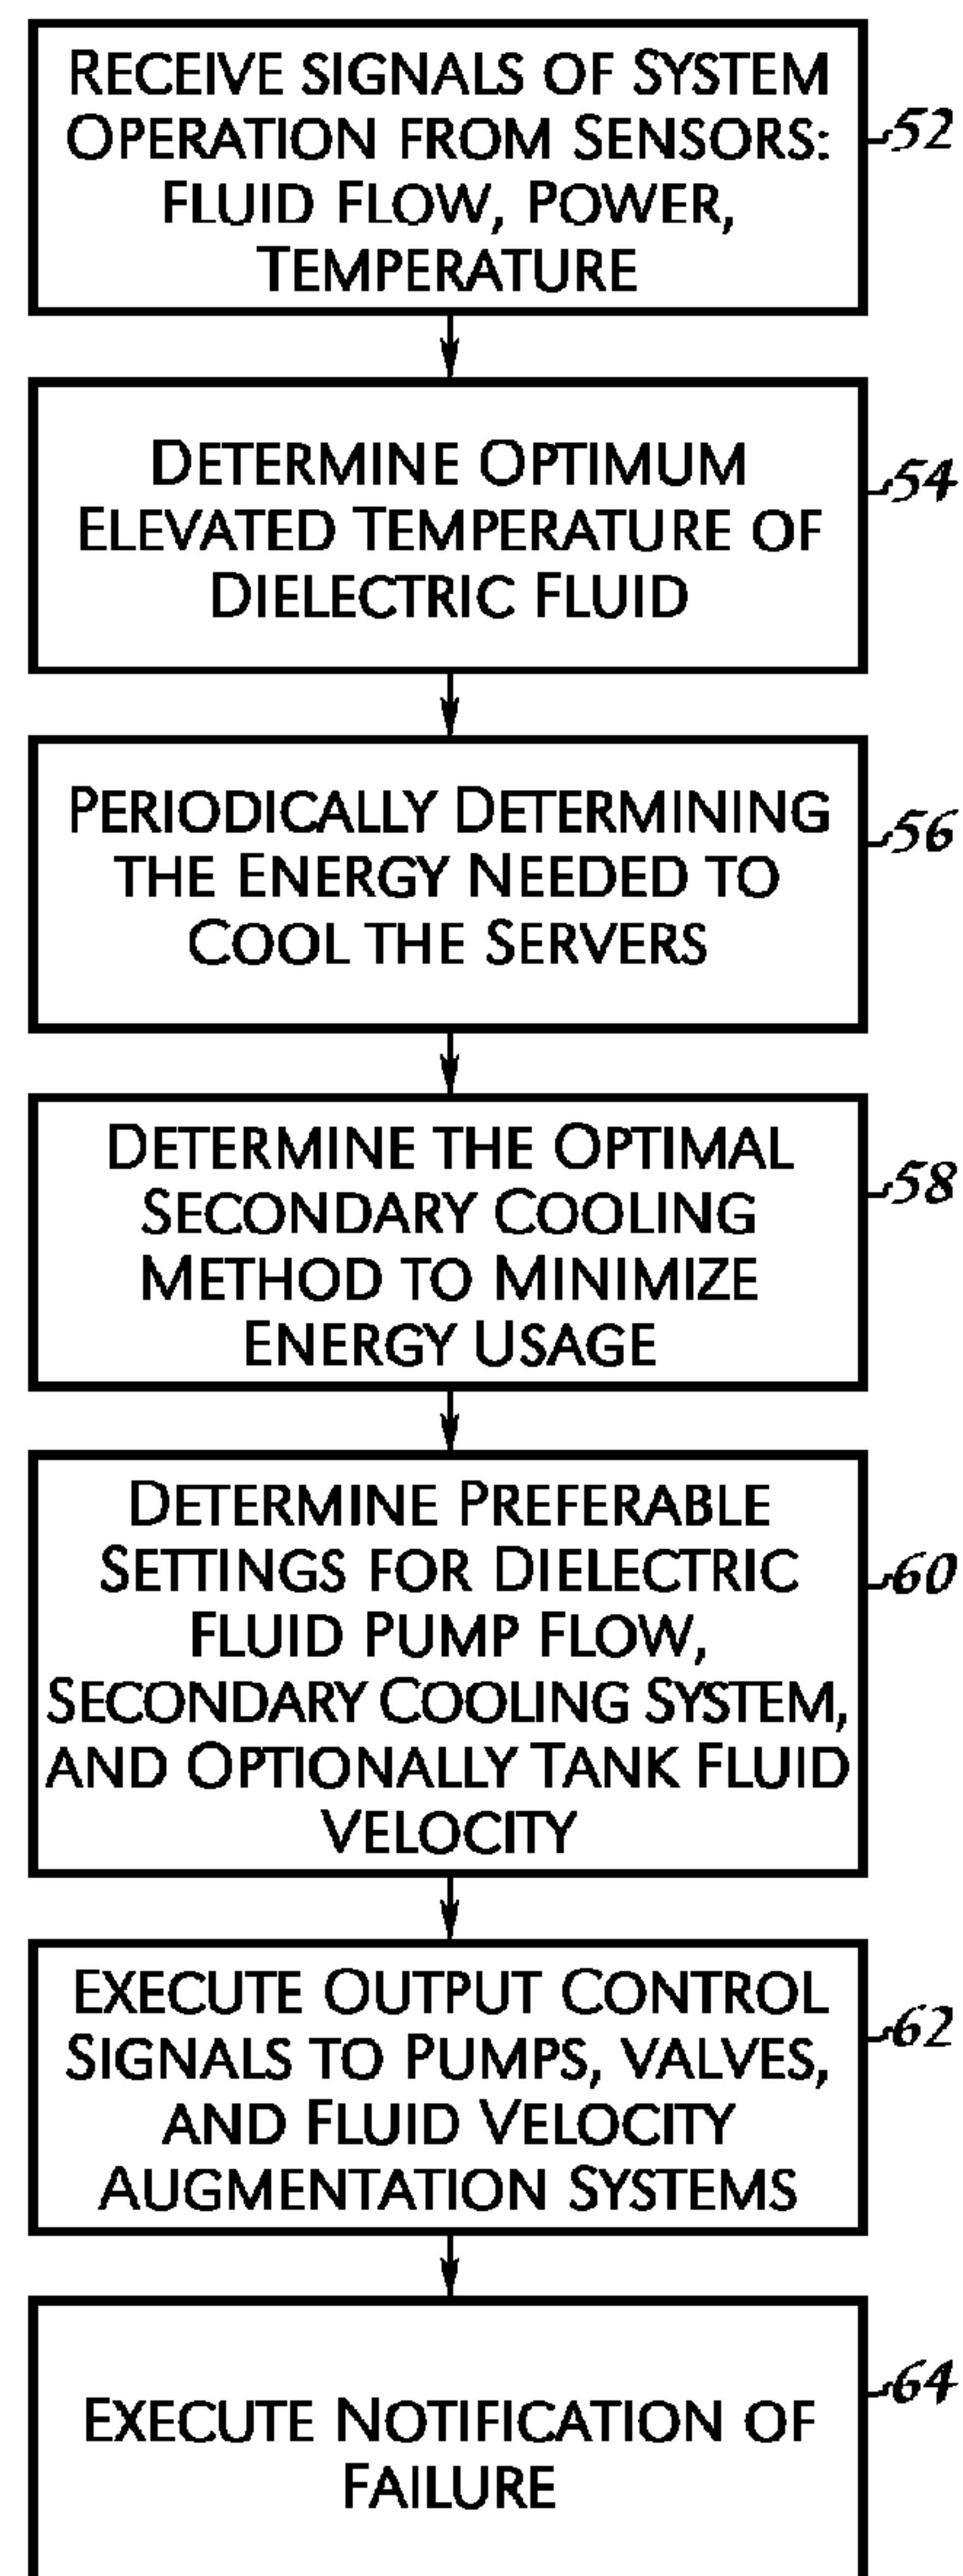 RECEIVE SIGNALS OF SYSTEM
OPERATION FROM SENSORS:
FLUID FLOW, POWER,
TEMPERATURE
52
DETERMINE OPTIMUM
ELEVATED TEMPERATURE OF
DIELECTRIC FLUID
54
PERIODICALLY DETERMINING
THE ENERGY NEEDED TO
COOL THE SERVERS
56
DETERMINE THE OPTIMAL
SECONDARY COOLING
METHOD TO MINIMIZE
ENERGY USAGE
58
DETERMINE PREFERABLE
SETTINGS FOR DIELECTRIC
FLUID PUMP FLOW,
SECONDARY COOLING SYSTEM,
AND OPTIONALLY TANK FLUID
VELOCITY
60
EXECUTE OUTPUT CONTROL
SIGNALS TO PUMPS, VALVES,
AND FLUID VELOCITY
AUGMENTATION SYSTEMS
62
EXECUTE NOTIFICATION OF
FAILURE
64